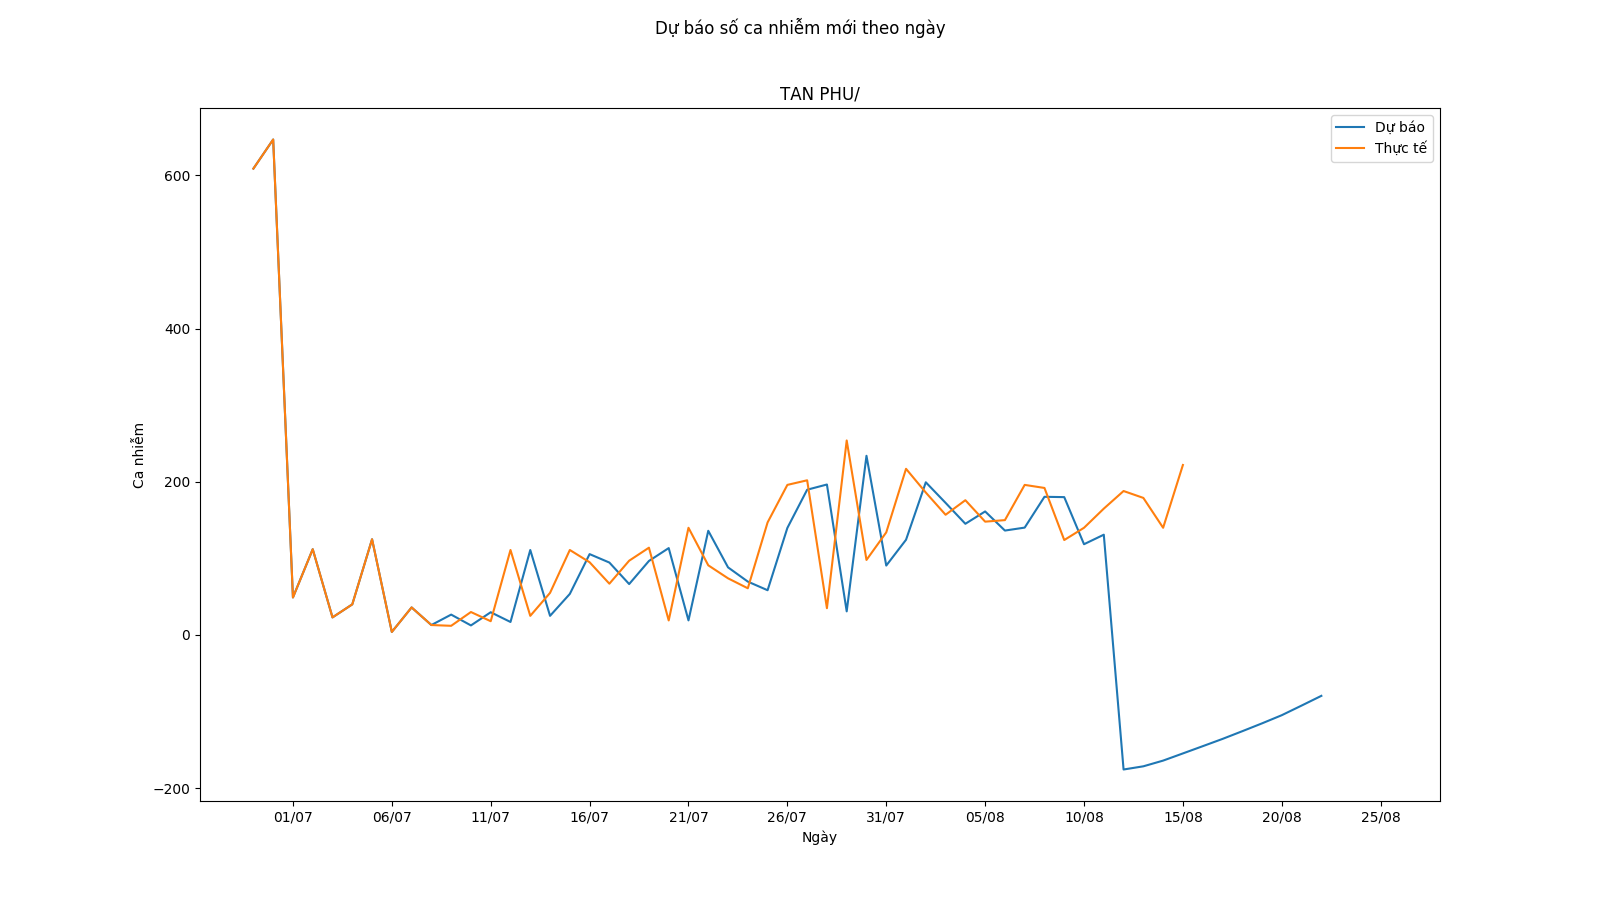 Dự báo số ca nhiễm mới theo ngày
TAN PHU/
Dự báo
Thực tế
600
400
200
0
−200
Ca nhiễm
01/07 06/07 11/07 16/07 21/07 26/07 31/07 05/08 10/08 15/08 20/08 25/08
Ngày